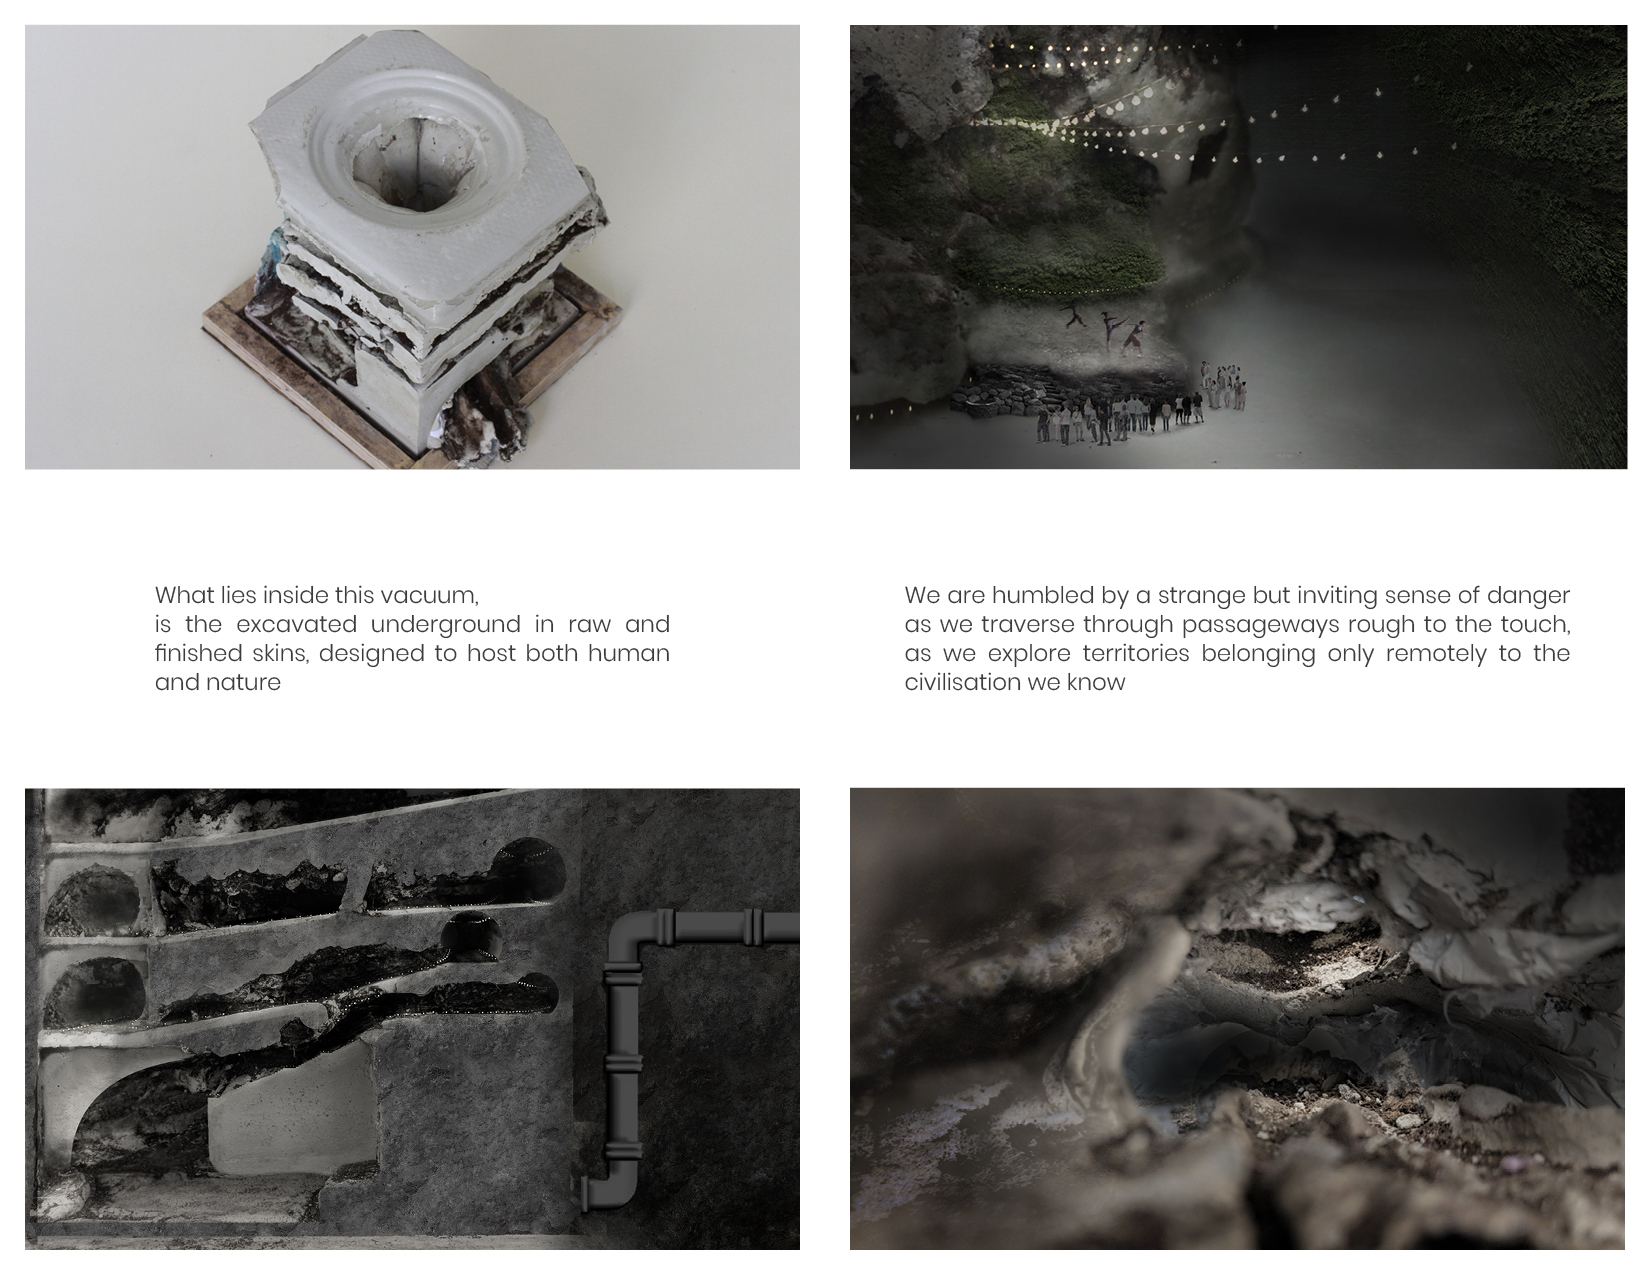 What lies inside this vacuum,
is the excavated underground in raw and
finished skins, designed to host both human
and nature
We are humbled by a strange but inviting sense of danger
as we traverse through passageways rough to the touch,
as we explore territories belonging only remotely to the
civilisation we know